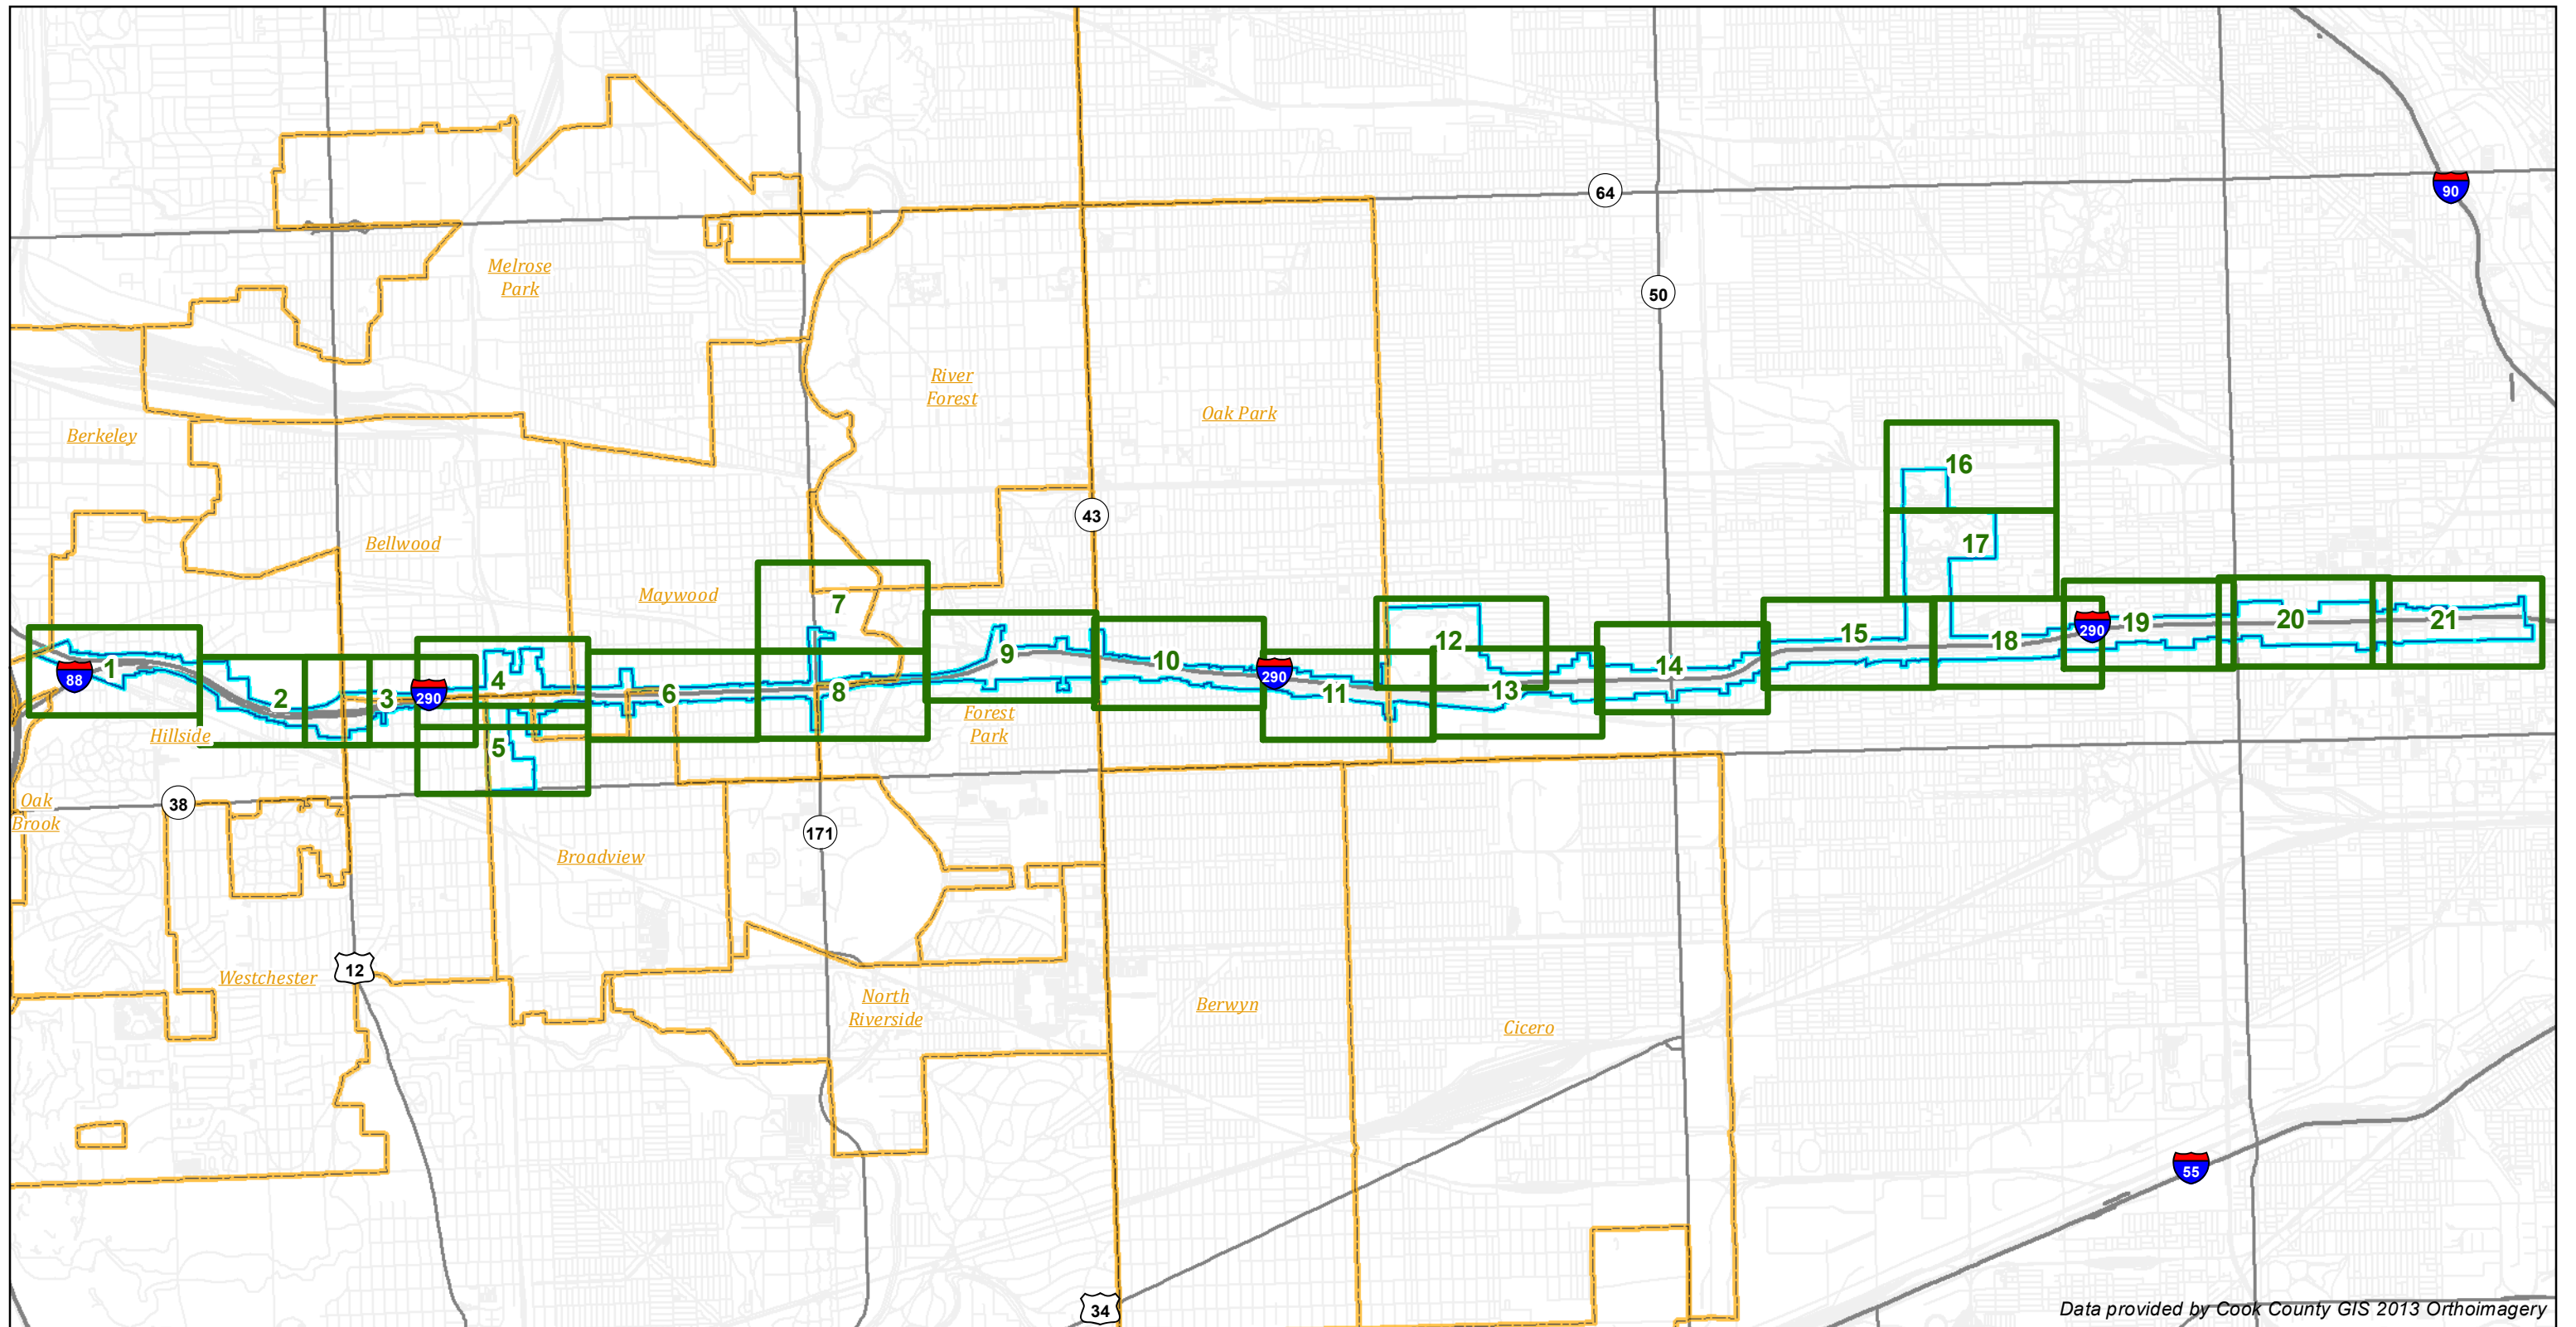 64
90
Melrose
Park
50
River
Forest
Oak Park
Berkeley
16
43
17
Bellwood
Maywood
7
1
88
2
3
290
4
5
6
8
9
10
290
11
12
13
14
15
18
290
19
20
21
Hillside
Forest
Park
Oak
Brook
38
171
Broadview
Westchester
12
North
Riverside
Berwyn
Cicero
55
34
Data provided by Cook County GIS 2013 Orthoimagery